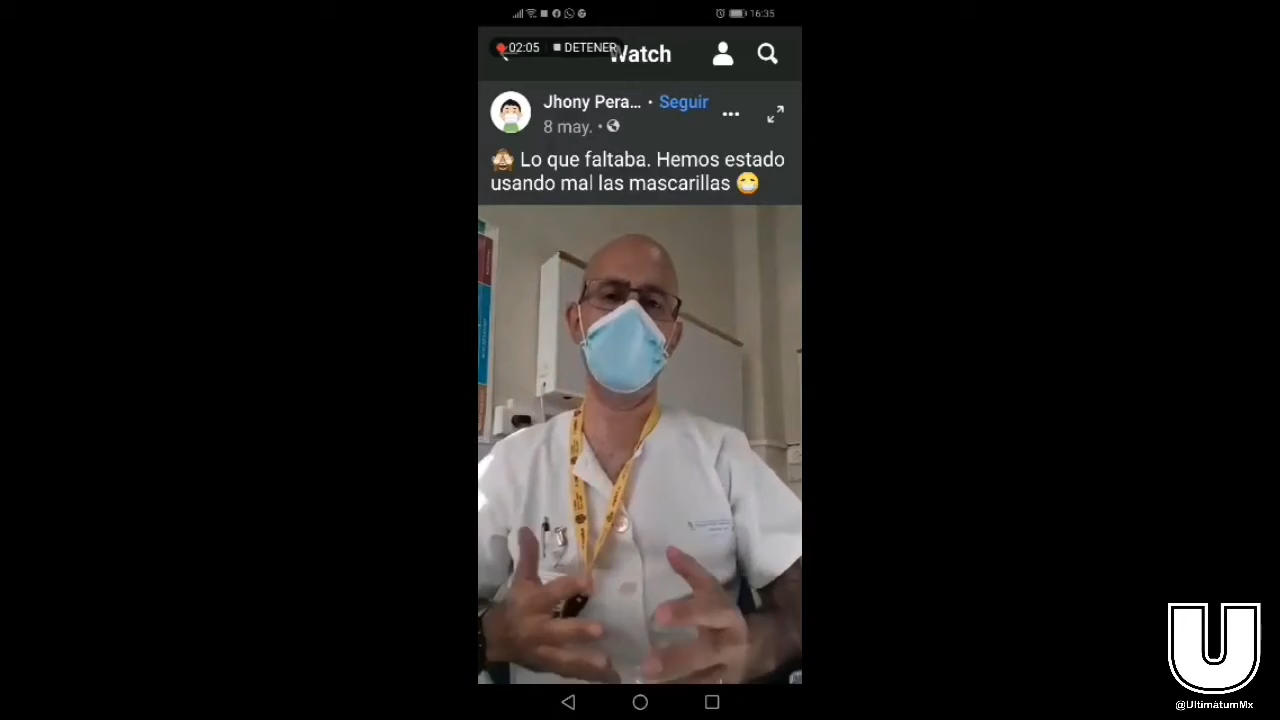 16:35
02:05 DETENER
Watch
Jhony Pera... · Seguir
8 may. ·
🙈 Lo que faltaba. Hemos estado
usando mal las mascarillas 😷
U
@UltimátumMx